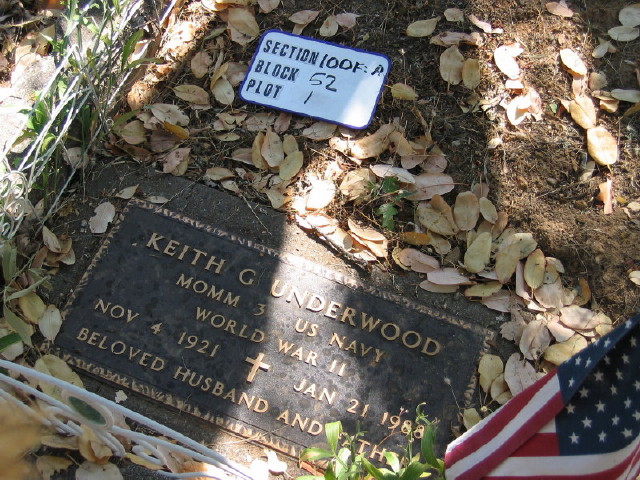 SECTION 100F. A
BLOCK 52
PLOT 1
KEITH G UNDERWOOD
MOMM 3 US NAVY
WORLD WAR II
NOV 4 1921 JAN 21 1988
BELOVED HUSBAND AND